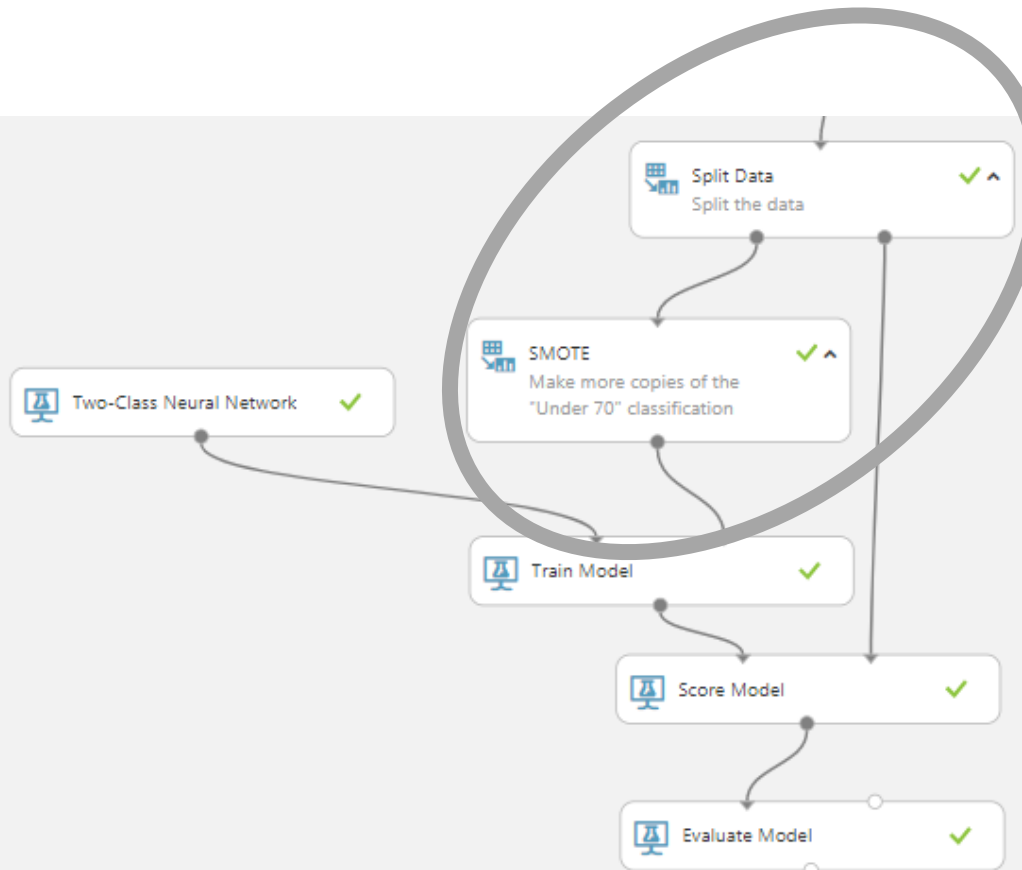 Split Data
Split the data
SMOTE
Make more copies of the
"Under 70" classification
Two-Class Neural Network
Train Model
Score Model
Evaluate Model